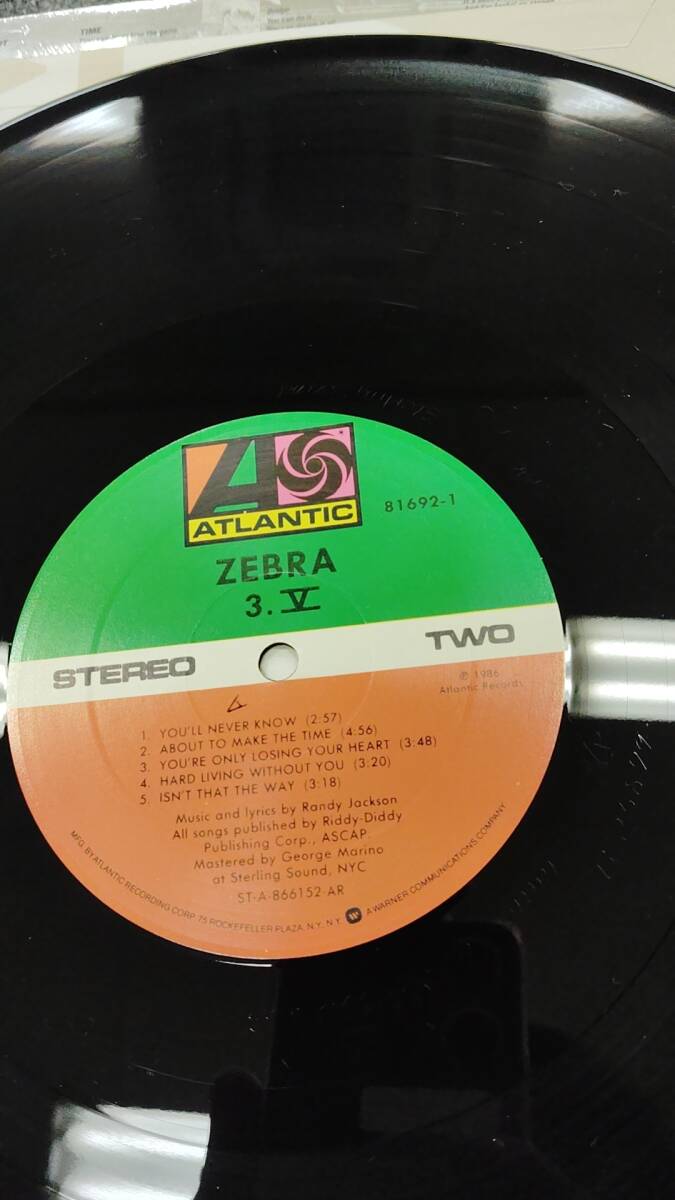 TIME
ATLANTIC
81692-1
ZEBRA
3. V
STEREO
TWO
℗ 1986
Atlantic Records
1. YOU'LL NEVER KNOW (2:57)
2. ABOUT TO MAKE THE TIME (4:56)
3. YOU'RE ONLY LOSING YOUR HEART (3:48)
4. HARD LIVING WITHOUT YOU (3:20)
5. ISN'T THAT THE WAY (3:18)
Music and lyrics by Randy Jackson
All songs published by Riddy-Diddy
Publishing Corp., ASCAP.
Mastered by George Marino
at Sterling Sound, NYC
ST-A-866152-AR
MFG. BY ATLANTIC RECORDING CORP. 75 ROCKEFELLER PLAZA, N.Y., N.Y. A WARNER COMMUNICATIONS COMPANY